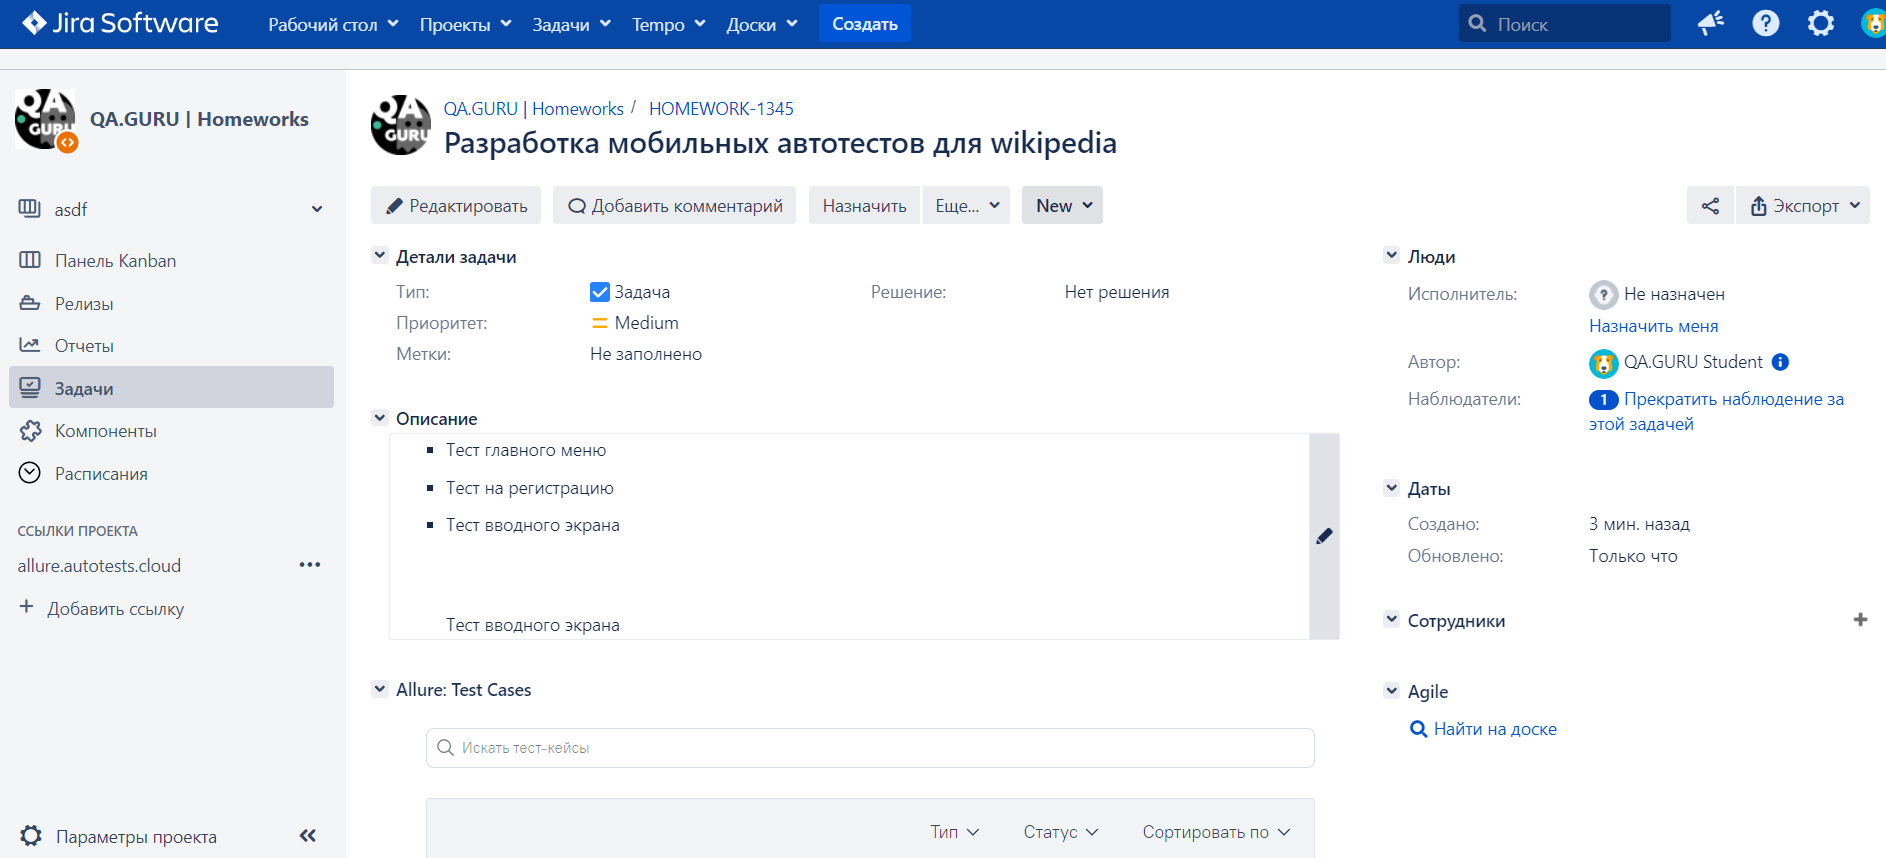 Jira Software Рабочий стол Проекты Задачи Tempo Доски Создать Поиск
QA.GURU | Homeworks
asdf
Панель Kanban
Релизы
Отчеты
Задачи
Компоненты
Расписания
ССЫЛКИ ПРОЕКТА
allure.autotests.cloud
Добавить ссылку
Параметры проекта
QA.GURU | Homeworks / HOMEWORK-1345
Разработка мобильных автотестов для wikipedia
Редактировать Добавить комментарий Назначить Еще... New Экспорт
Детали задачи
Тип: Задача Решение: Нет решения
Приоритет: Medium
Метки: Не заполнено
Описание
Тест главного меню
Тест на регистрацию
Тест вводного экрана
Тест вводного экрана
Allure: Test Cases
Искать тест-кейсы
Тип Статус Сортировать по
Люди
Исполнитель: Не назначен
Назначить меня
Автор: QA.GURU Student
Наблюдатели: 1 Прекратить наблюдение за
этой задачей
Даты
Создано: 3 мин. назад
Обновлено: Только что
Сотрудники
Agile
Найти на доске